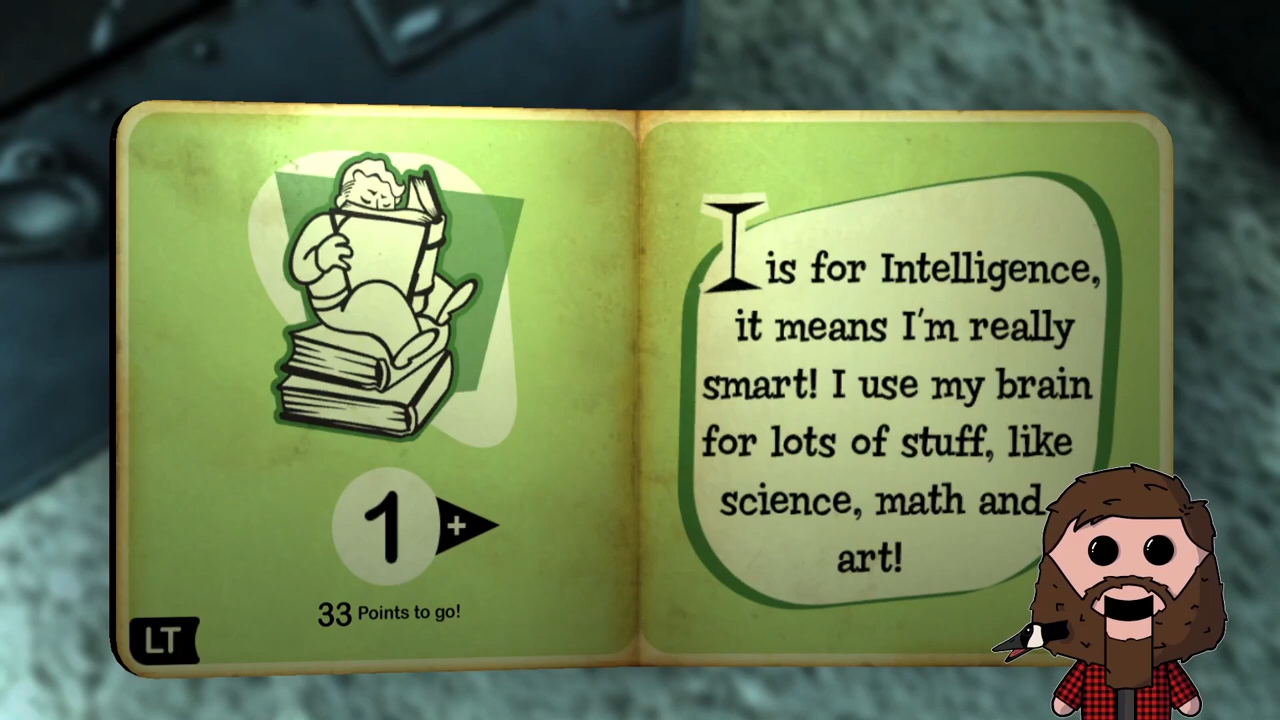 I is for Intelligence,
it means I'm really
smart! I use my brain
for lots of stuff, like
science, math and
art!
1 +
33 Points to go!
LT